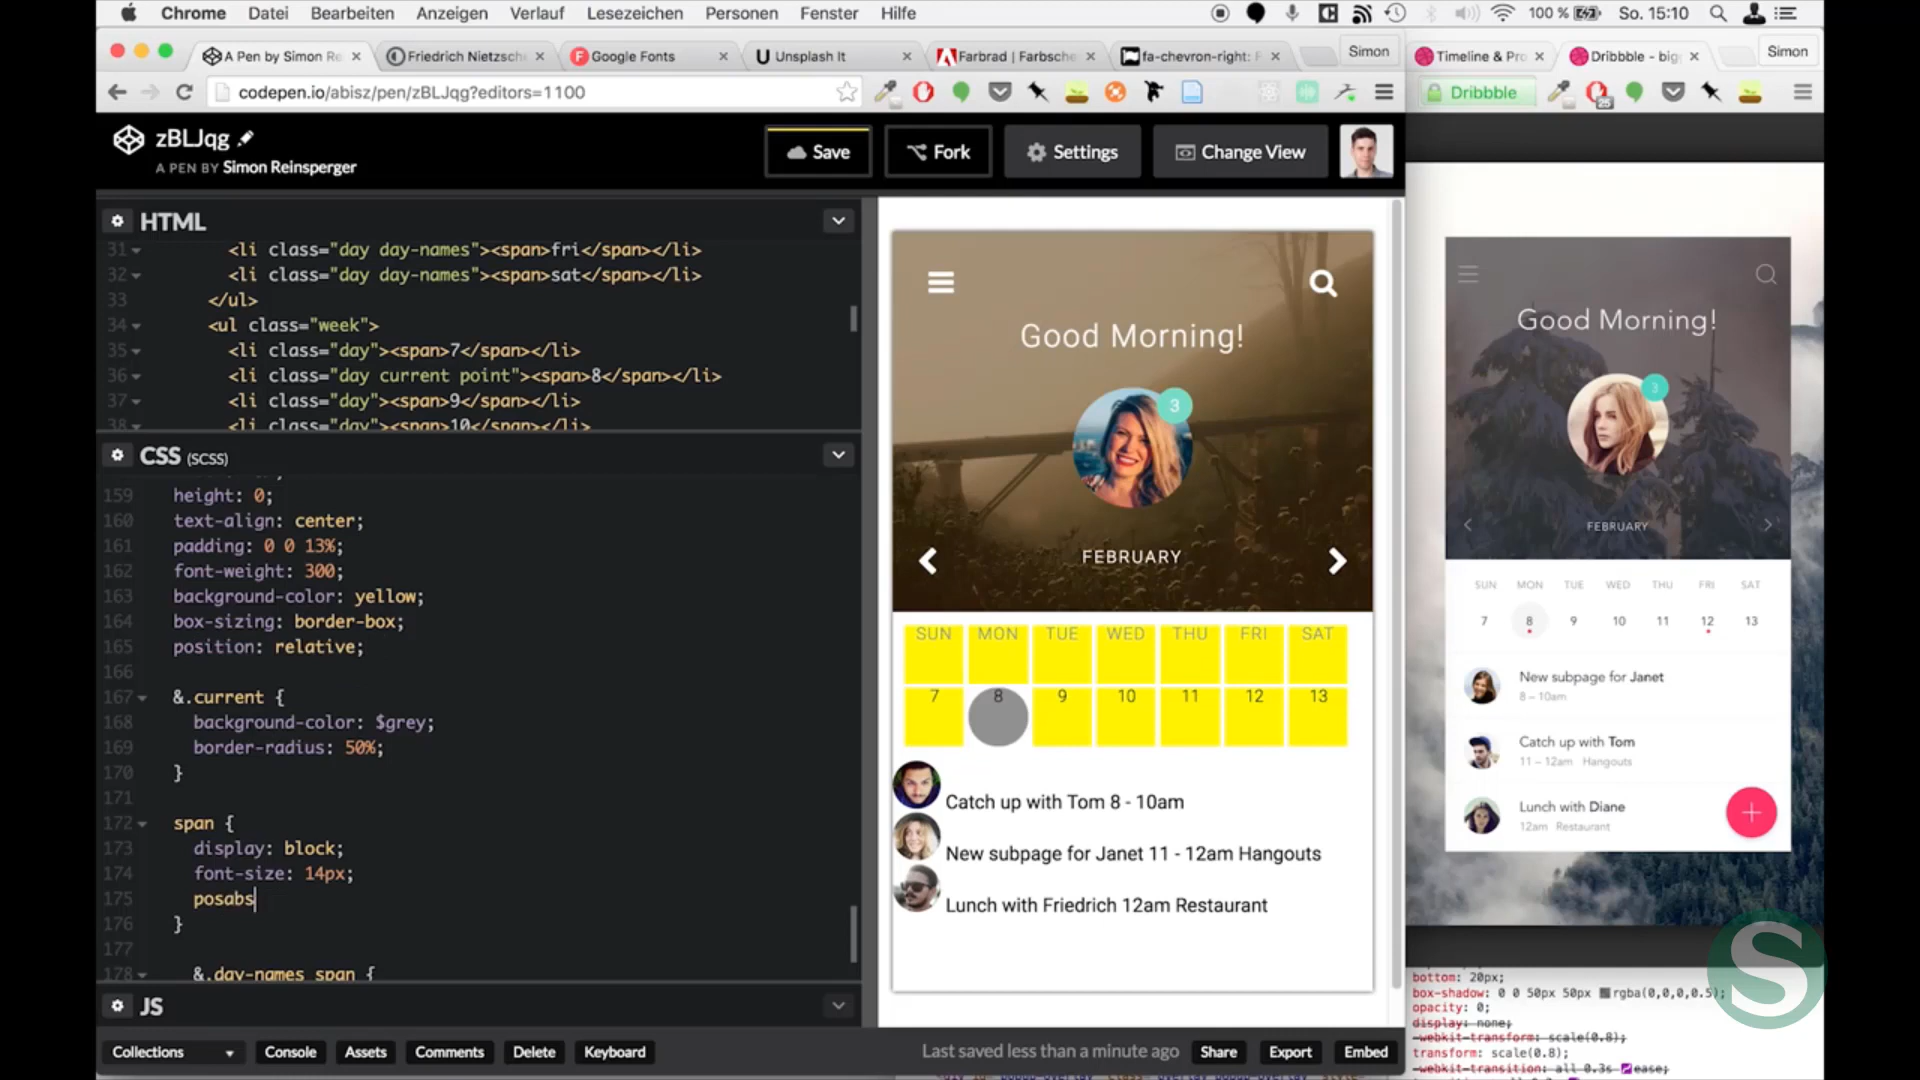 Chrome Datei Bearbeiten Anzeigen Verlauf Lesezeichen Personen Fenster Hilfe 100 % So. 15:10
A Pen by Simon Re Friedrich Nietzsch Google Fonts Unsplash It Farbrad | Farbsche fa-chevron-right: F Simon Timeline & Pro Dribbble - big Simon
codepen.io/abisz/pen/zBLJqg?editors=1100 Dribbble 25
zBLJqg
A PEN BY Simon Reinsperger
Save Fork Settings Change View
HTML
31 <li class="day day-names"><span>fri</span></li>
32 <li class="day day-names"><span>sat</span></li>
33 </ul>
34 <ul class="week">
35 <li class="day"><span>7</span></li>
36 <li class="day current point"><span>8</span></li>
37 <li class="day"><span>9</span></li>
38 <li class="day"><span>10</span></li>
CSS (SCSS)
159 height: 0;
160 text-align: center;
161 padding: 0 0 13%;
162 font-weight: 300;
163 background-color: yellow;
164 box-sizing: border-box;
165 position: relative;
166
167 &.current {
168 background-color: $grey;
169 border-radius: 50%;
170 }
171
172 span {
173 display: block;
174 font-size: 14px;
175 posabs
176 }
177
178 &.day-names span {
JS
Collections Console Assets Comments Delete Keyboard
Last saved less than a minute ago Share Export Embed
Good Morning!
3
FEBRUARY
SUN MON TUE WED THU FRI SAT
7 8 9 10 11 12 13
Catch up with Tom 8 - 10am
New subpage for Janet 11 - 12am Hangouts
Lunch with Friedrich 12am Restaurant
Good Morning!
3
FEBRUARY
SUN MON TUE WED THU FRI SAT
7 8 9 10 11 12 13
New subpage for Janet
8 – 10am
Catch up with Tom
11 – 12am Hangouts
Lunch with Diane
12am Restaurant
bottom: 20px;
box-shadow: 0 0 50px 50px rgba(0,0,0,0.5);
opacity: 0;
display: none;
-webkit-transform: scale(0.8);
transform: scale(0.8);
-webkit-transition: all 0.3s ease;
S